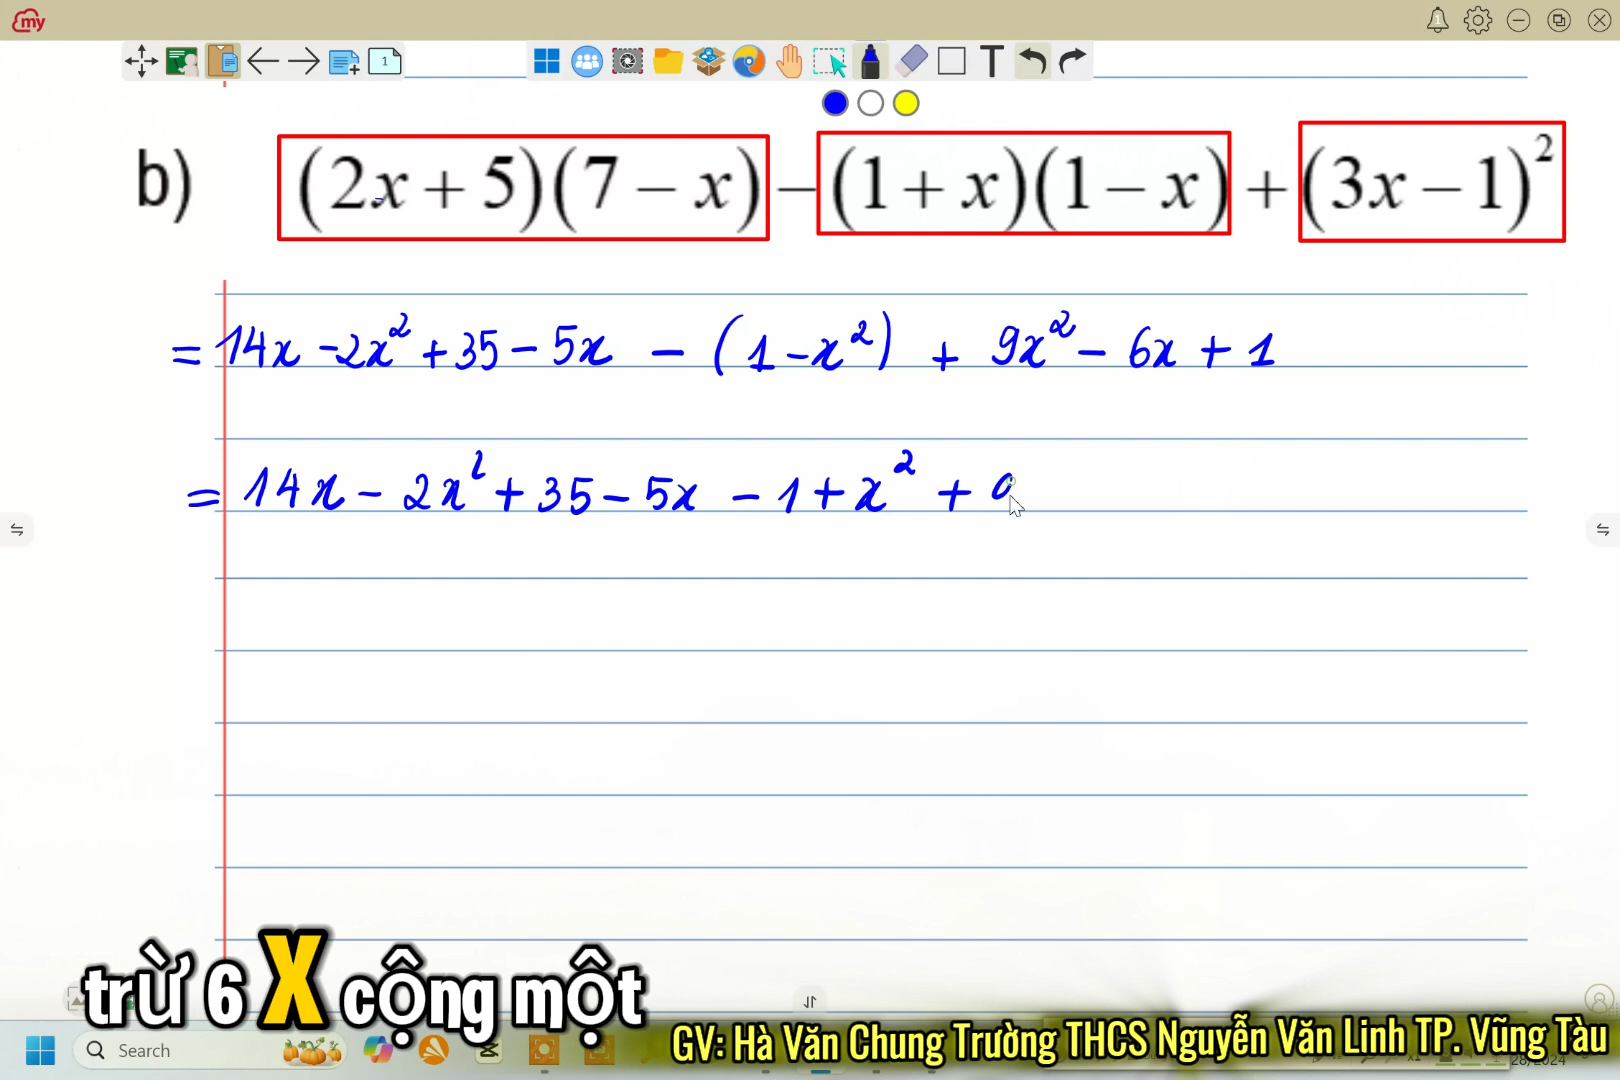 my
1
b) (2x + 5)(7 − x) − (1 + x)(1 − x) + (3x − 1)²
= 14x − 2x² + 35 − 5x − (1 − x²) + 9x² − 6x + 1
= 14x − 2x² + 35 − 5x − 1 + x² +
trừ 6 X cộng một
GV: Hà Văn Chung Trường THCS Nguyễn Văn Linh TP. Vũng Tàu
Search